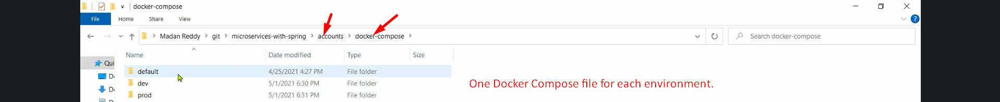 docker-compose
File Home Share View
Madan Reddy > git > microservices-with-spring > accounts > docker-compose >
Search docker-compose
Name Date modified Type Size
Qui
default 4/25/2021 4:27 PM File folder
dev 5/1/2021 6:30 PM File folder
prod 5/1/2021 6:31 PM File folder
One Docker Compose file for each environment.